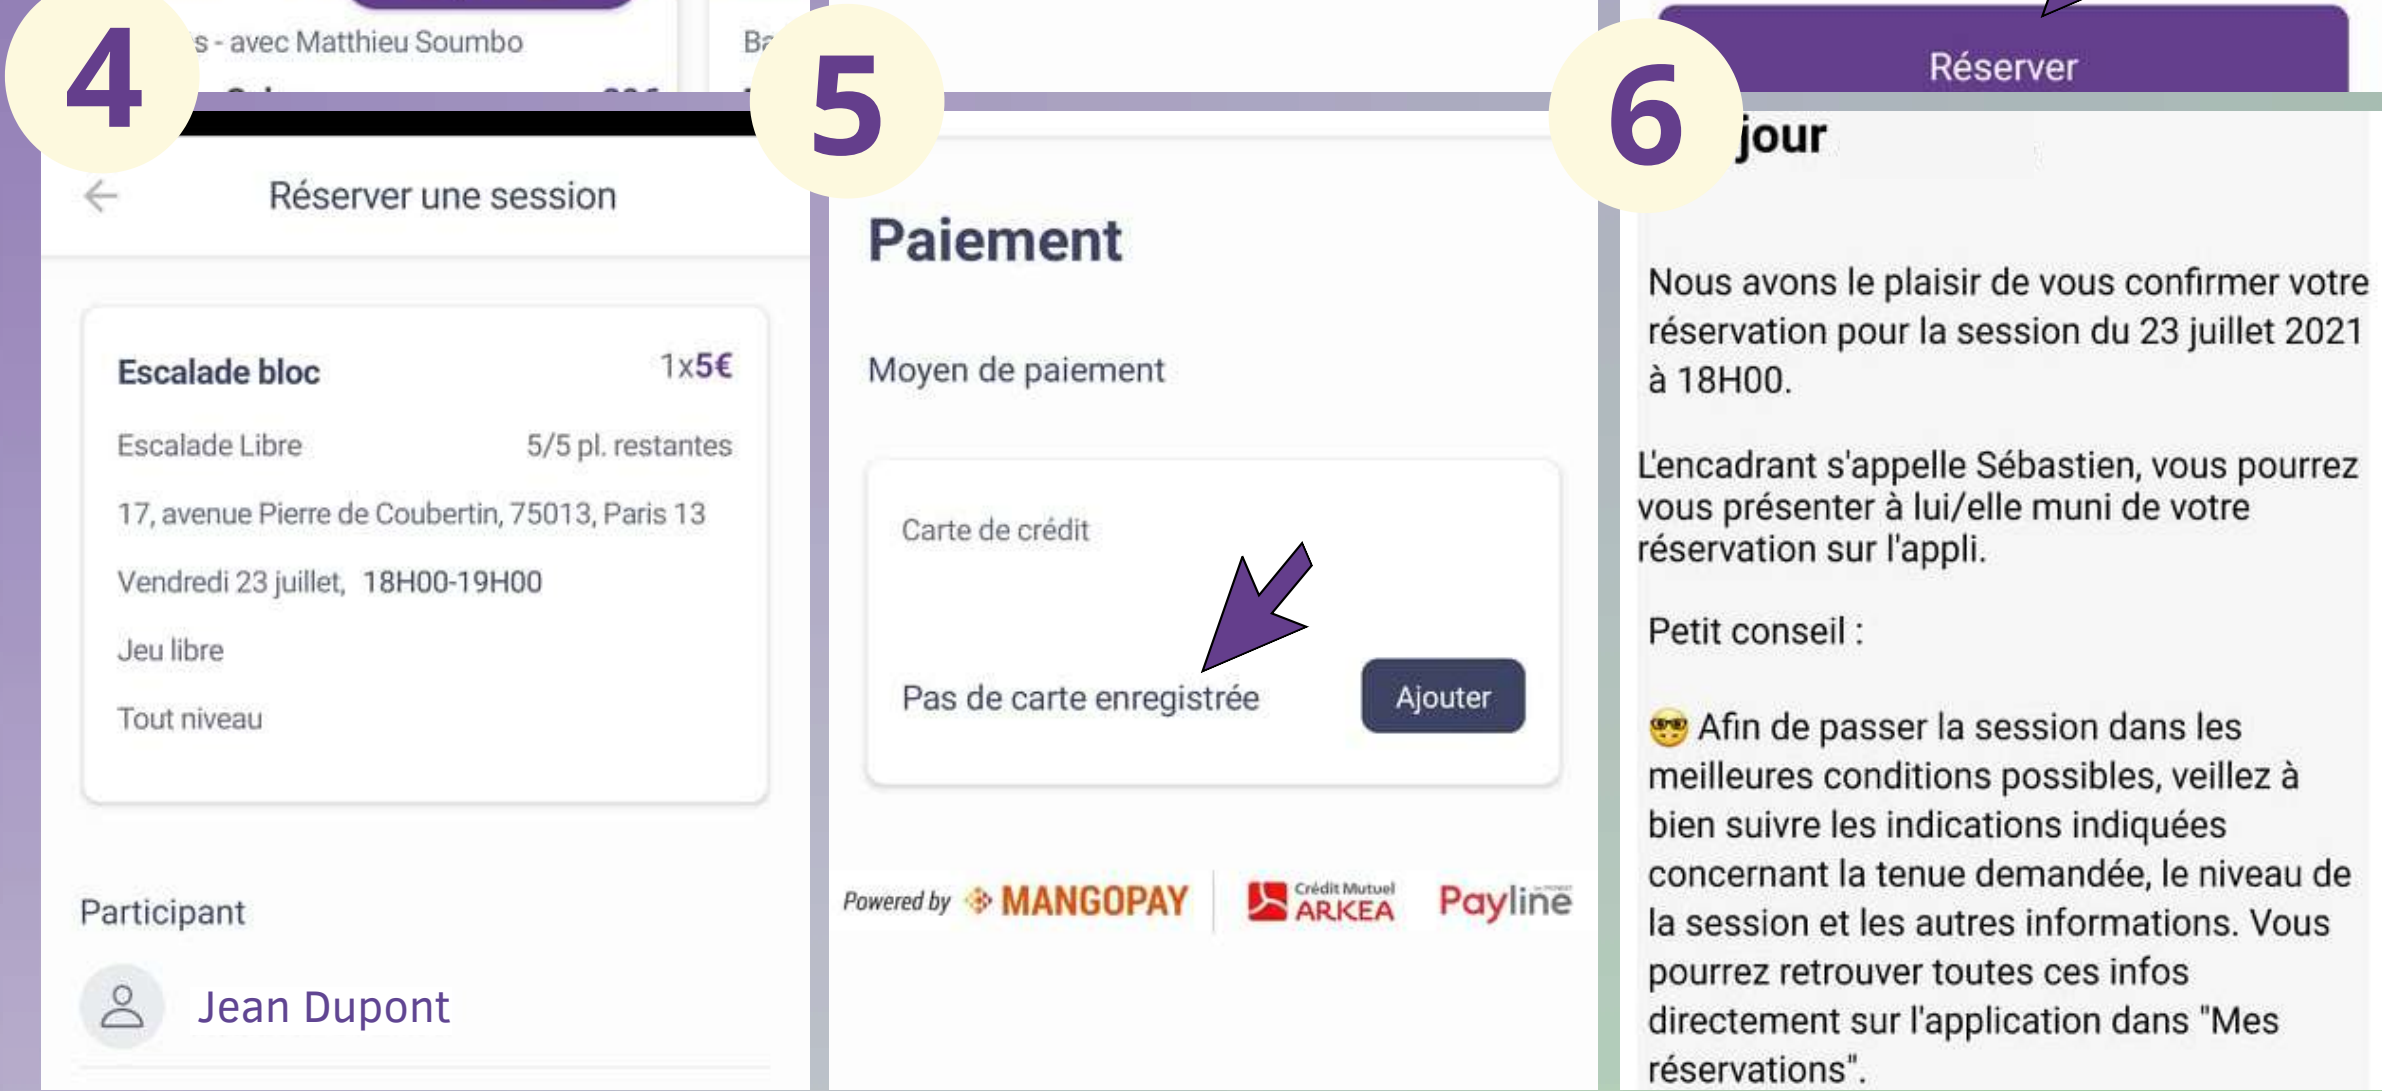 4
s - avec Matthieu Soumbo
Réserver une session
Escalade bloc 1x5€
Escalade Libre 5/5 pl. restantes
17, avenue Pierre de Coubertin, 75013, Paris 13
Vendredi 23 juillet, 18H00-19H00
Jeu libre
Tout niveau
Participant
Jean Dupont
5
Paiement
Moyen de paiement
Carte de crédit
Pas de carte enregistrée Ajouter
Powered by MANGOPAY Crédit Mutuel ARKEA Payline
Réserver
6
jour
Nous avons le plaisir de vous confirmer votre
réservation pour la session du 23 juillet 2021
à 18H00.
L'encadrant s'appelle Sébastien, vous pourrez
vous présenter à lui/elle muni de votre
réservation sur l'appli.
Petit conseil :
🤓 Afin de passer la session dans les
meilleures conditions possibles, veillez à
bien suivre les indications indiquées
concernant la tenue demandée, le niveau de
la session et les autres informations. Vous
pourrez retrouver toutes ces infos
directement sur l'application dans "Mes
réservations".